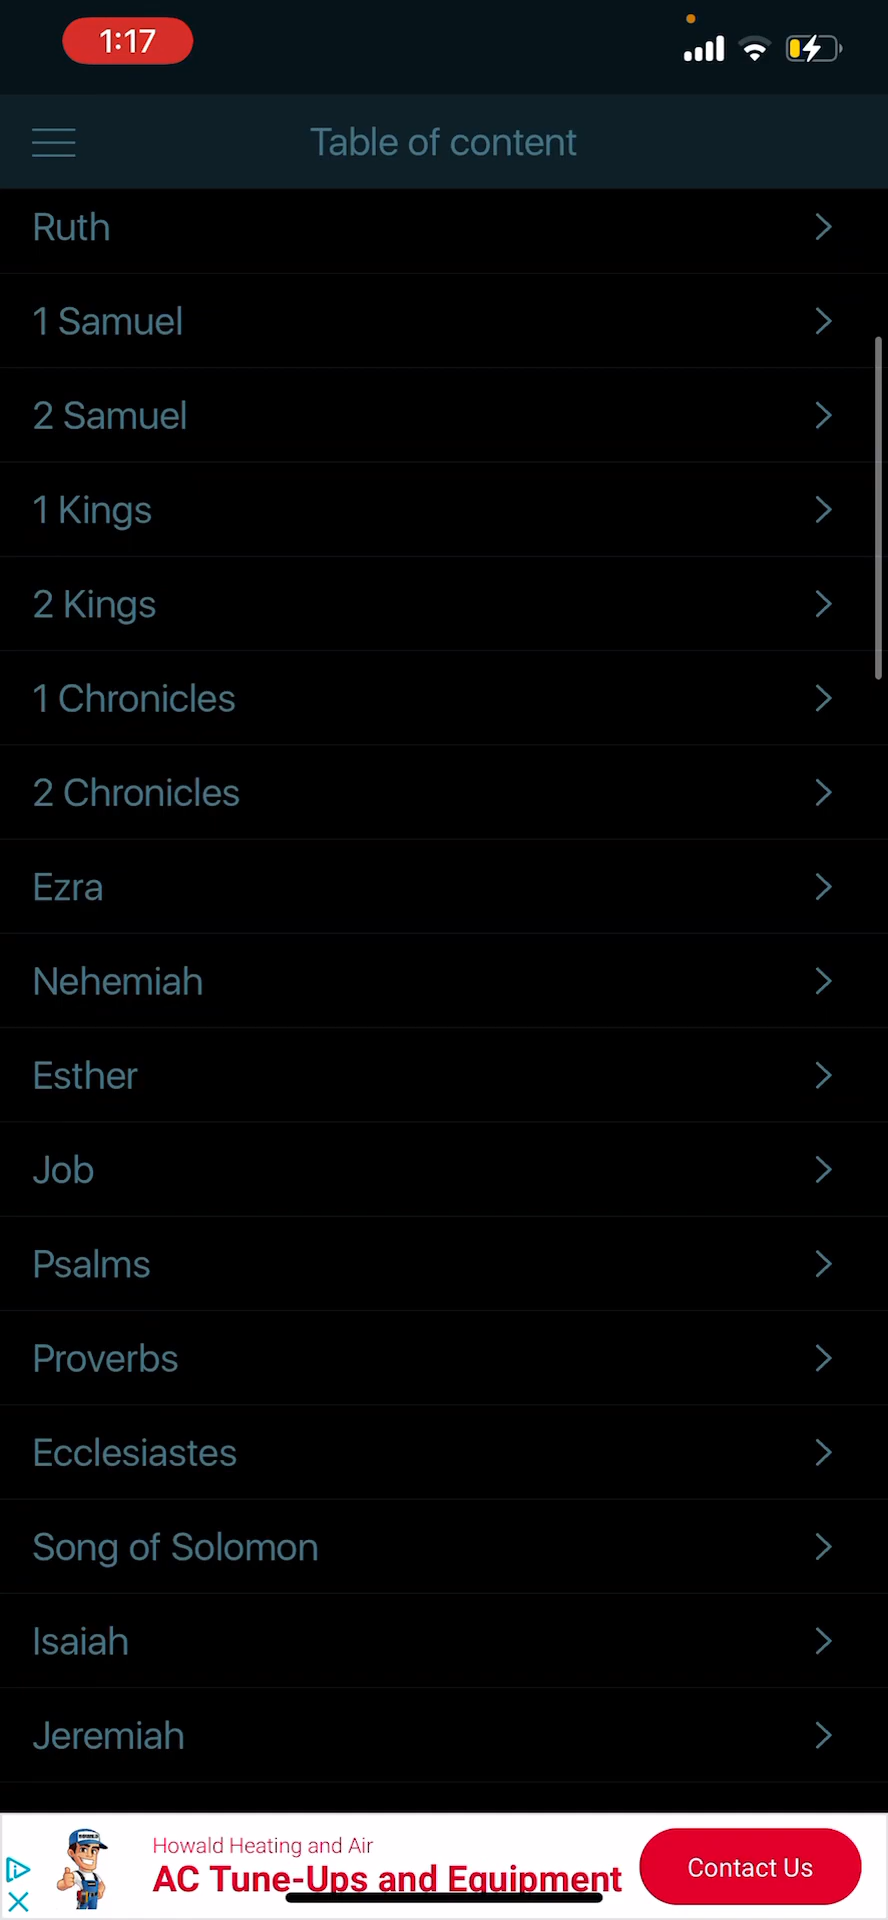 1:17
Table of content
Ruth
1 Samuel
2 Samuel
1 Kings
2 Kings
1 Chronicles
2 Chronicles
Ezra
Nehemiah
Esther
Job
Psalms
Proverbs
Ecclesiastes
Song of Solomon
Isaiah
Jeremiah
Howald Heating and Air
AC Tune-Ups and Equipment
Contact Us